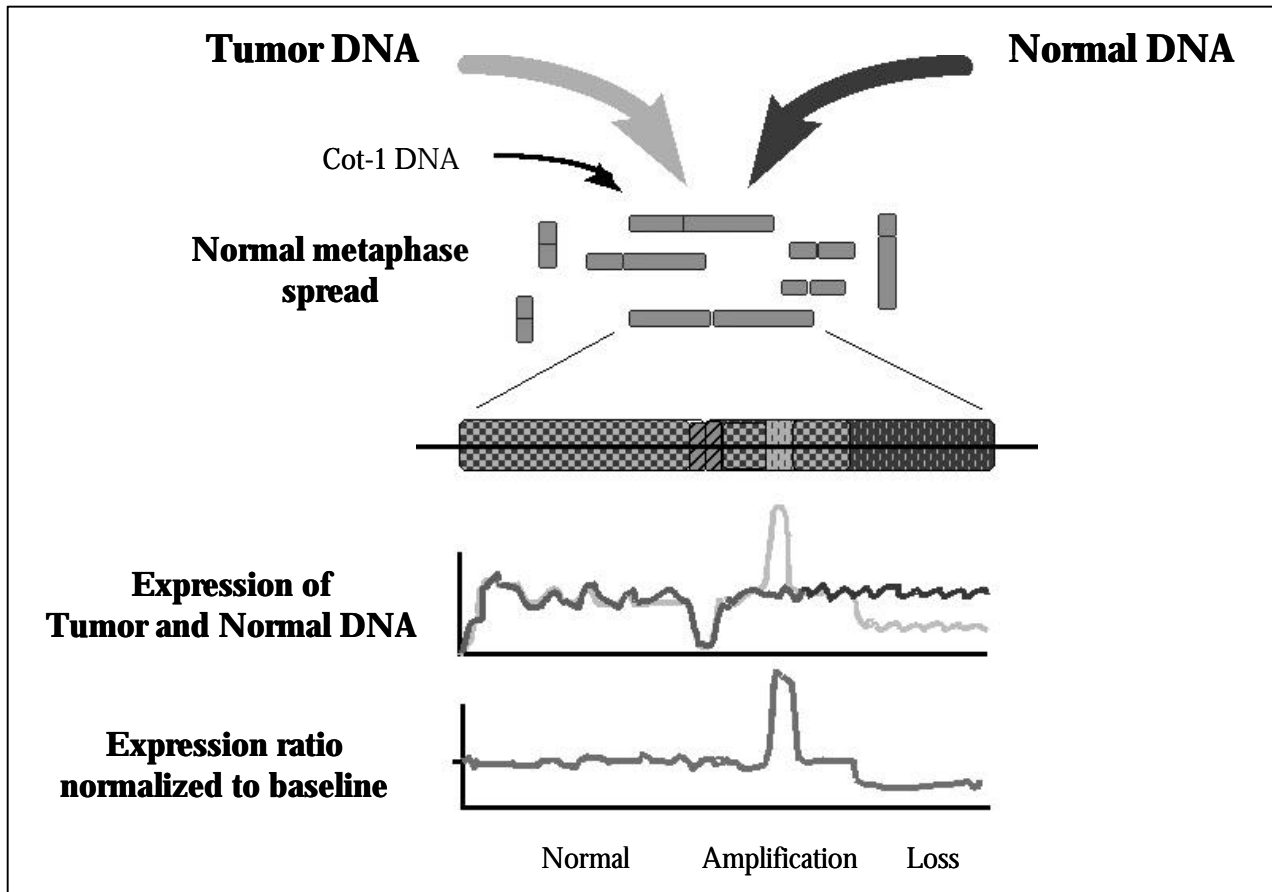 Tumor DNA
Normal DNA
Cot-1 DNA
Normal metaphase
spread
Expression of
Tumor and Normal DNA
Expression ratio
normalized to baseline
Normal
Amplification
Loss